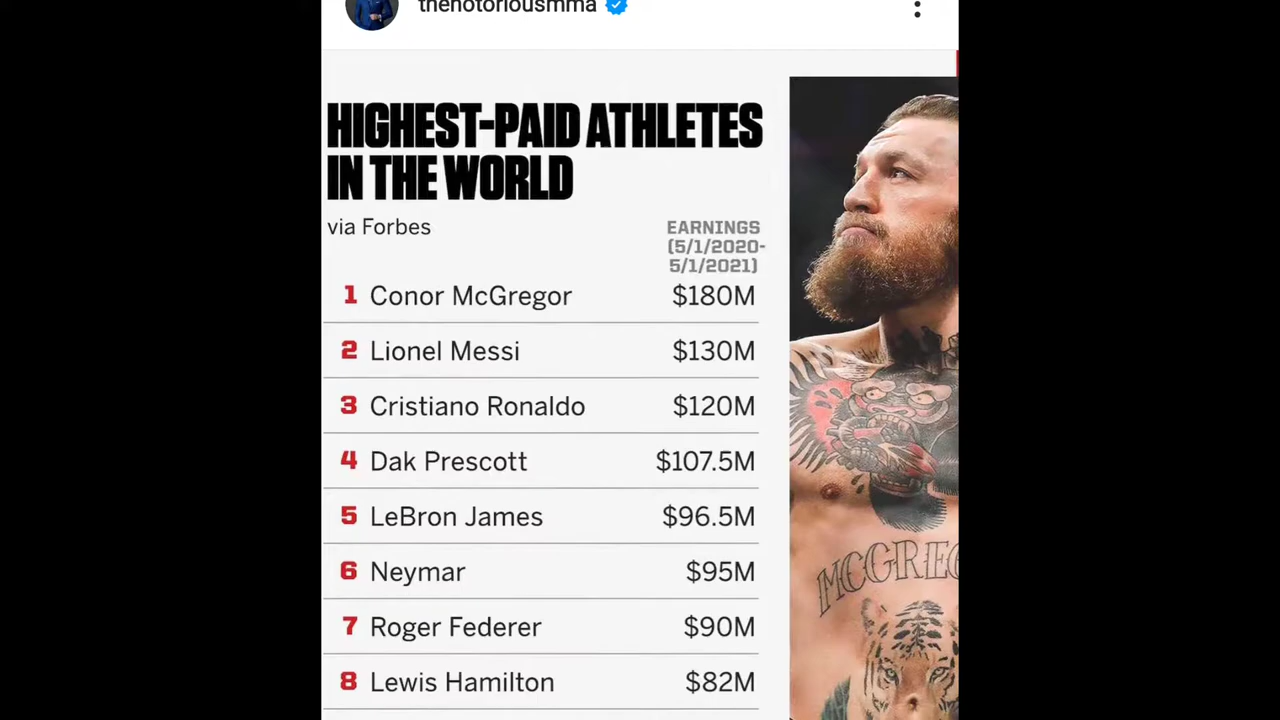 thenotoriousmma
HIGHEST-PAID ATHLETES
IN THE WORLD
via Forbes
EARNINGS
(5/1/2020-
5/1/2021)
1 Conor McGregor $180M
2 Lionel Messi $130M
3 Cristiano Ronaldo $120M
4 Dak Prescott $107.5M
5 LeBron James $96.5M
6 Neymar $95M
7 Roger Federer $90M
8 Lewis Hamilton $82M
MCGREG